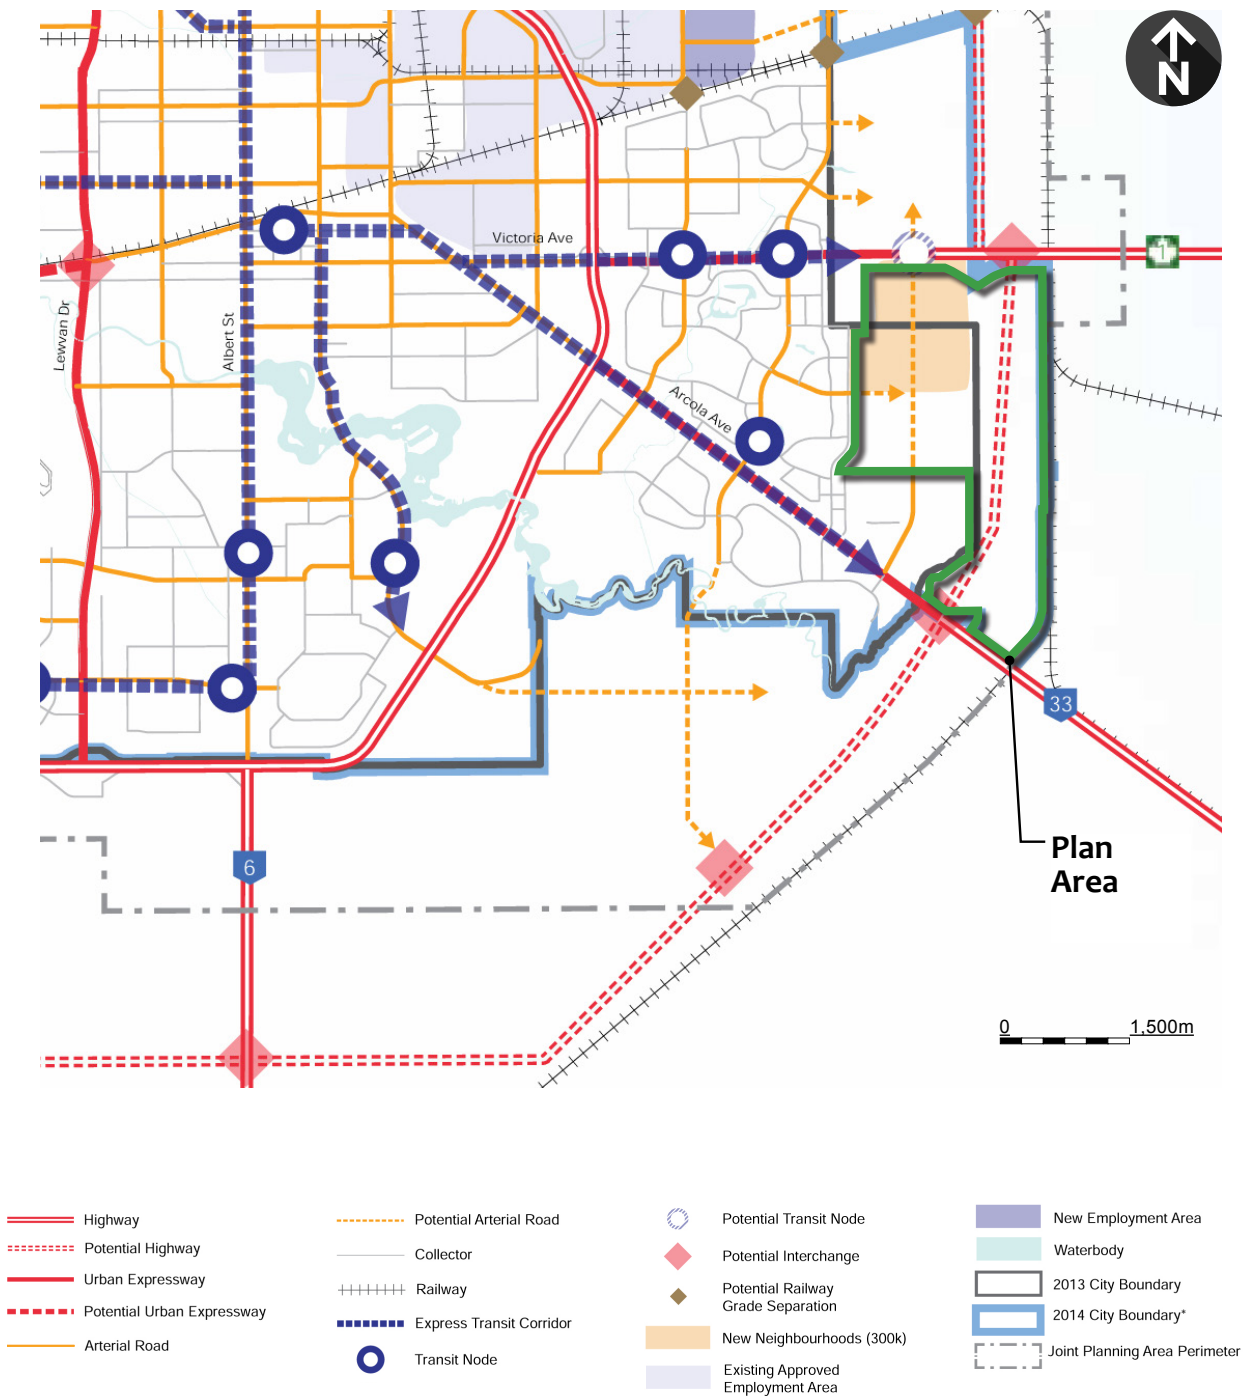 N
Victoria Ave
1
Lewvan Dr
Albert St
Arcola Ave
33
Plan
Area
6
0 1,500m
Highway
Potential Highway
Urban Expressway
Potential Urban Expressway
Arterial Road
Potential Arterial Road
Collector
Railway
Express Transit Corridor
Transit Node
Potential Transit Node
Potential Interchange
Potential Railway
Grade Separation
New Neighbourhoods (300k)
Existing Approved
Employment Area
New Employment Area
Waterbody
2013 City Boundary
2014 City Boundary*
Joint Planning Area Perimeter